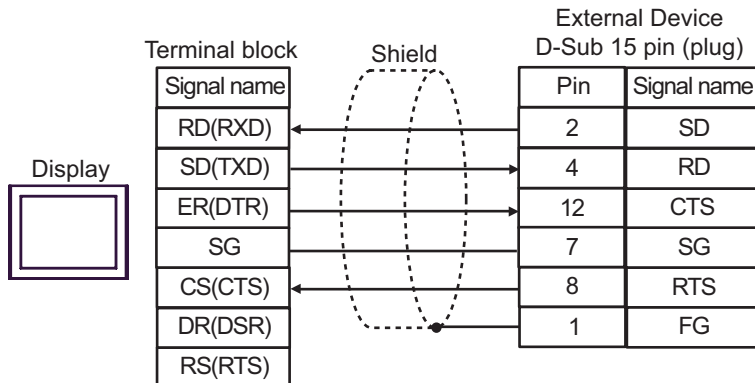 External Device
Terminal block Shield D-Sub 15 pin (plug)
Signal name Pin Signal name
RD(RXD) 2 SD
Display SD(TXD) 4 RD
ER(DTR) 12 CTS
SG 7 SG
CS(CTS) 8 RTS
DR(DSR) 1 FG
RS(RTS)